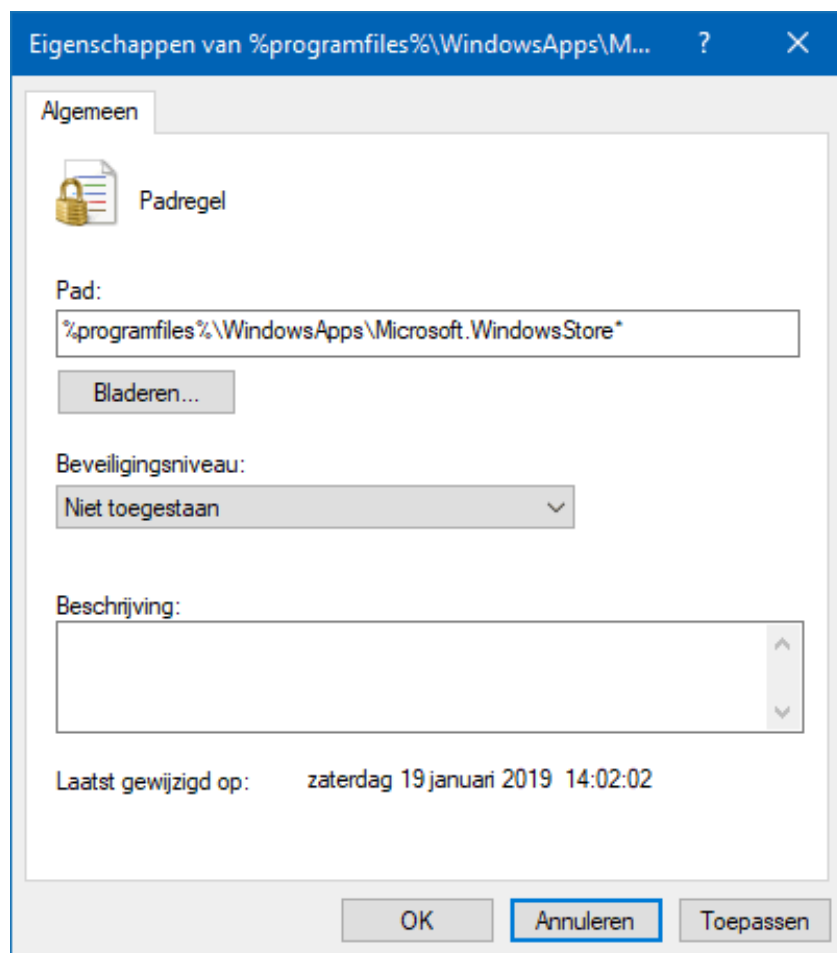 Eigenschappen van %programfiles%\WindowsApps\M... ?
Algemeen
Padregel
Pad:
%programfiles%\WindowsApps\Microsoft.WindowsStore*
Bladeren...
Beveiligingsniveau:
Niet toegestaan
Beschrijving:
Laatst gewijzigd op: zaterdag 19 januari 2019 14:02:02
OK Annuleren Toepassen